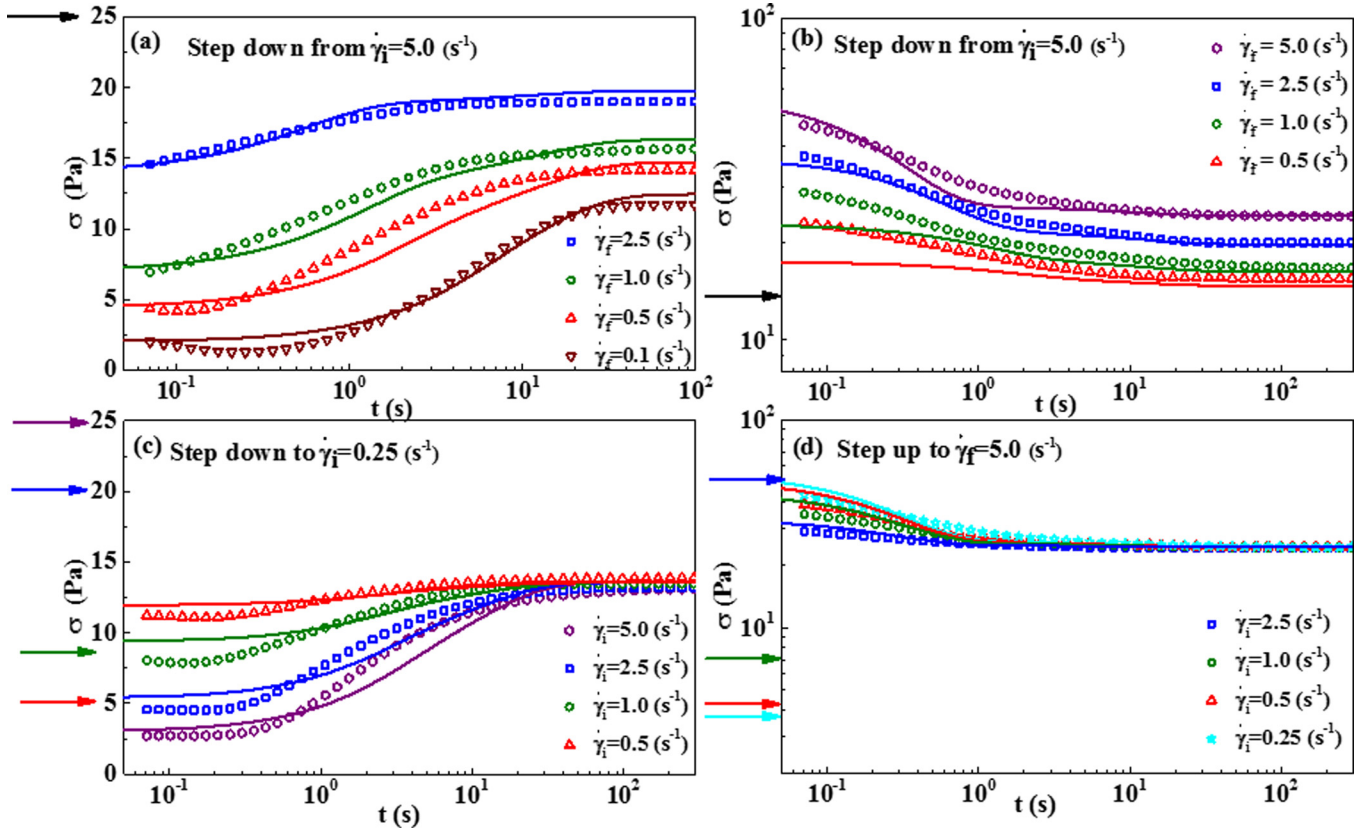 (a) Step down from γ̇i=5.0 (s-1)
25
20
15
10
5
0
σ (Pa)
γ̇f=2.5 (s-1)
γ̇f=1.0 (s-1)
γ̇f=0.5 (s-1)
γ̇f=0.1 (s-1)
10-1 100 101 102
t (s)
(b) Step down from γ̇i=5.0 (s-1)
102
101
σ (Pa)
γ̇f= 5.0 (s-1)
γ̇f= 2.5 (s-1)
γ̇f= 1.0 (s-1)
γ̇f= 0.5 (s-1)
10-1 100 101 102
t (s)
(c) Step down to γ̇i=0.25 (s-1)
25
20
15
10
5
0
σ (Pa)
γ̇i=5.0 (s-1)
γ̇i=2.5 (s-1)
γ̇i=1.0 (s-1)
γ̇i=0.5 (s-1)
10-1 100 101 102
t (s)
(d) Step up to γ̇f=5.0 (s-1)
102
101
σ (Pa)
γ̇i=2.5 (s-1)
γ̇i=1.0 (s-1)
γ̇i=0.5 (s-1)
γ̇i=0.25 (s-1)
10-1 100 101 102
t (s)